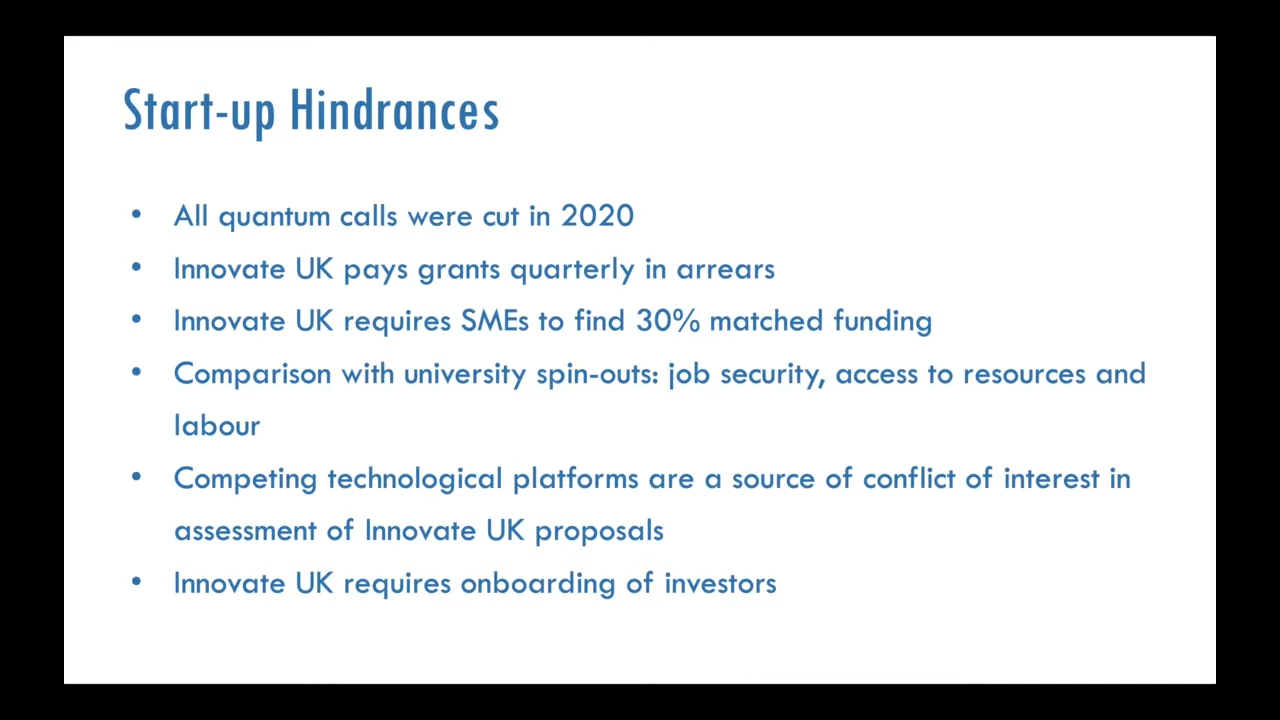 Start-up Hindrances
• All quantum calls were cut in 2020
• Innovate UK pays grants quarterly in arrears
• Innovate UK requires SMEs to find 30% matched funding
• Comparison with university spin-outs: job security, access to resources and
labour
• Competing technological platforms are a source of conflict of interest in
assessment of Innovate UK proposals
• Innovate UK requires onboarding of investors